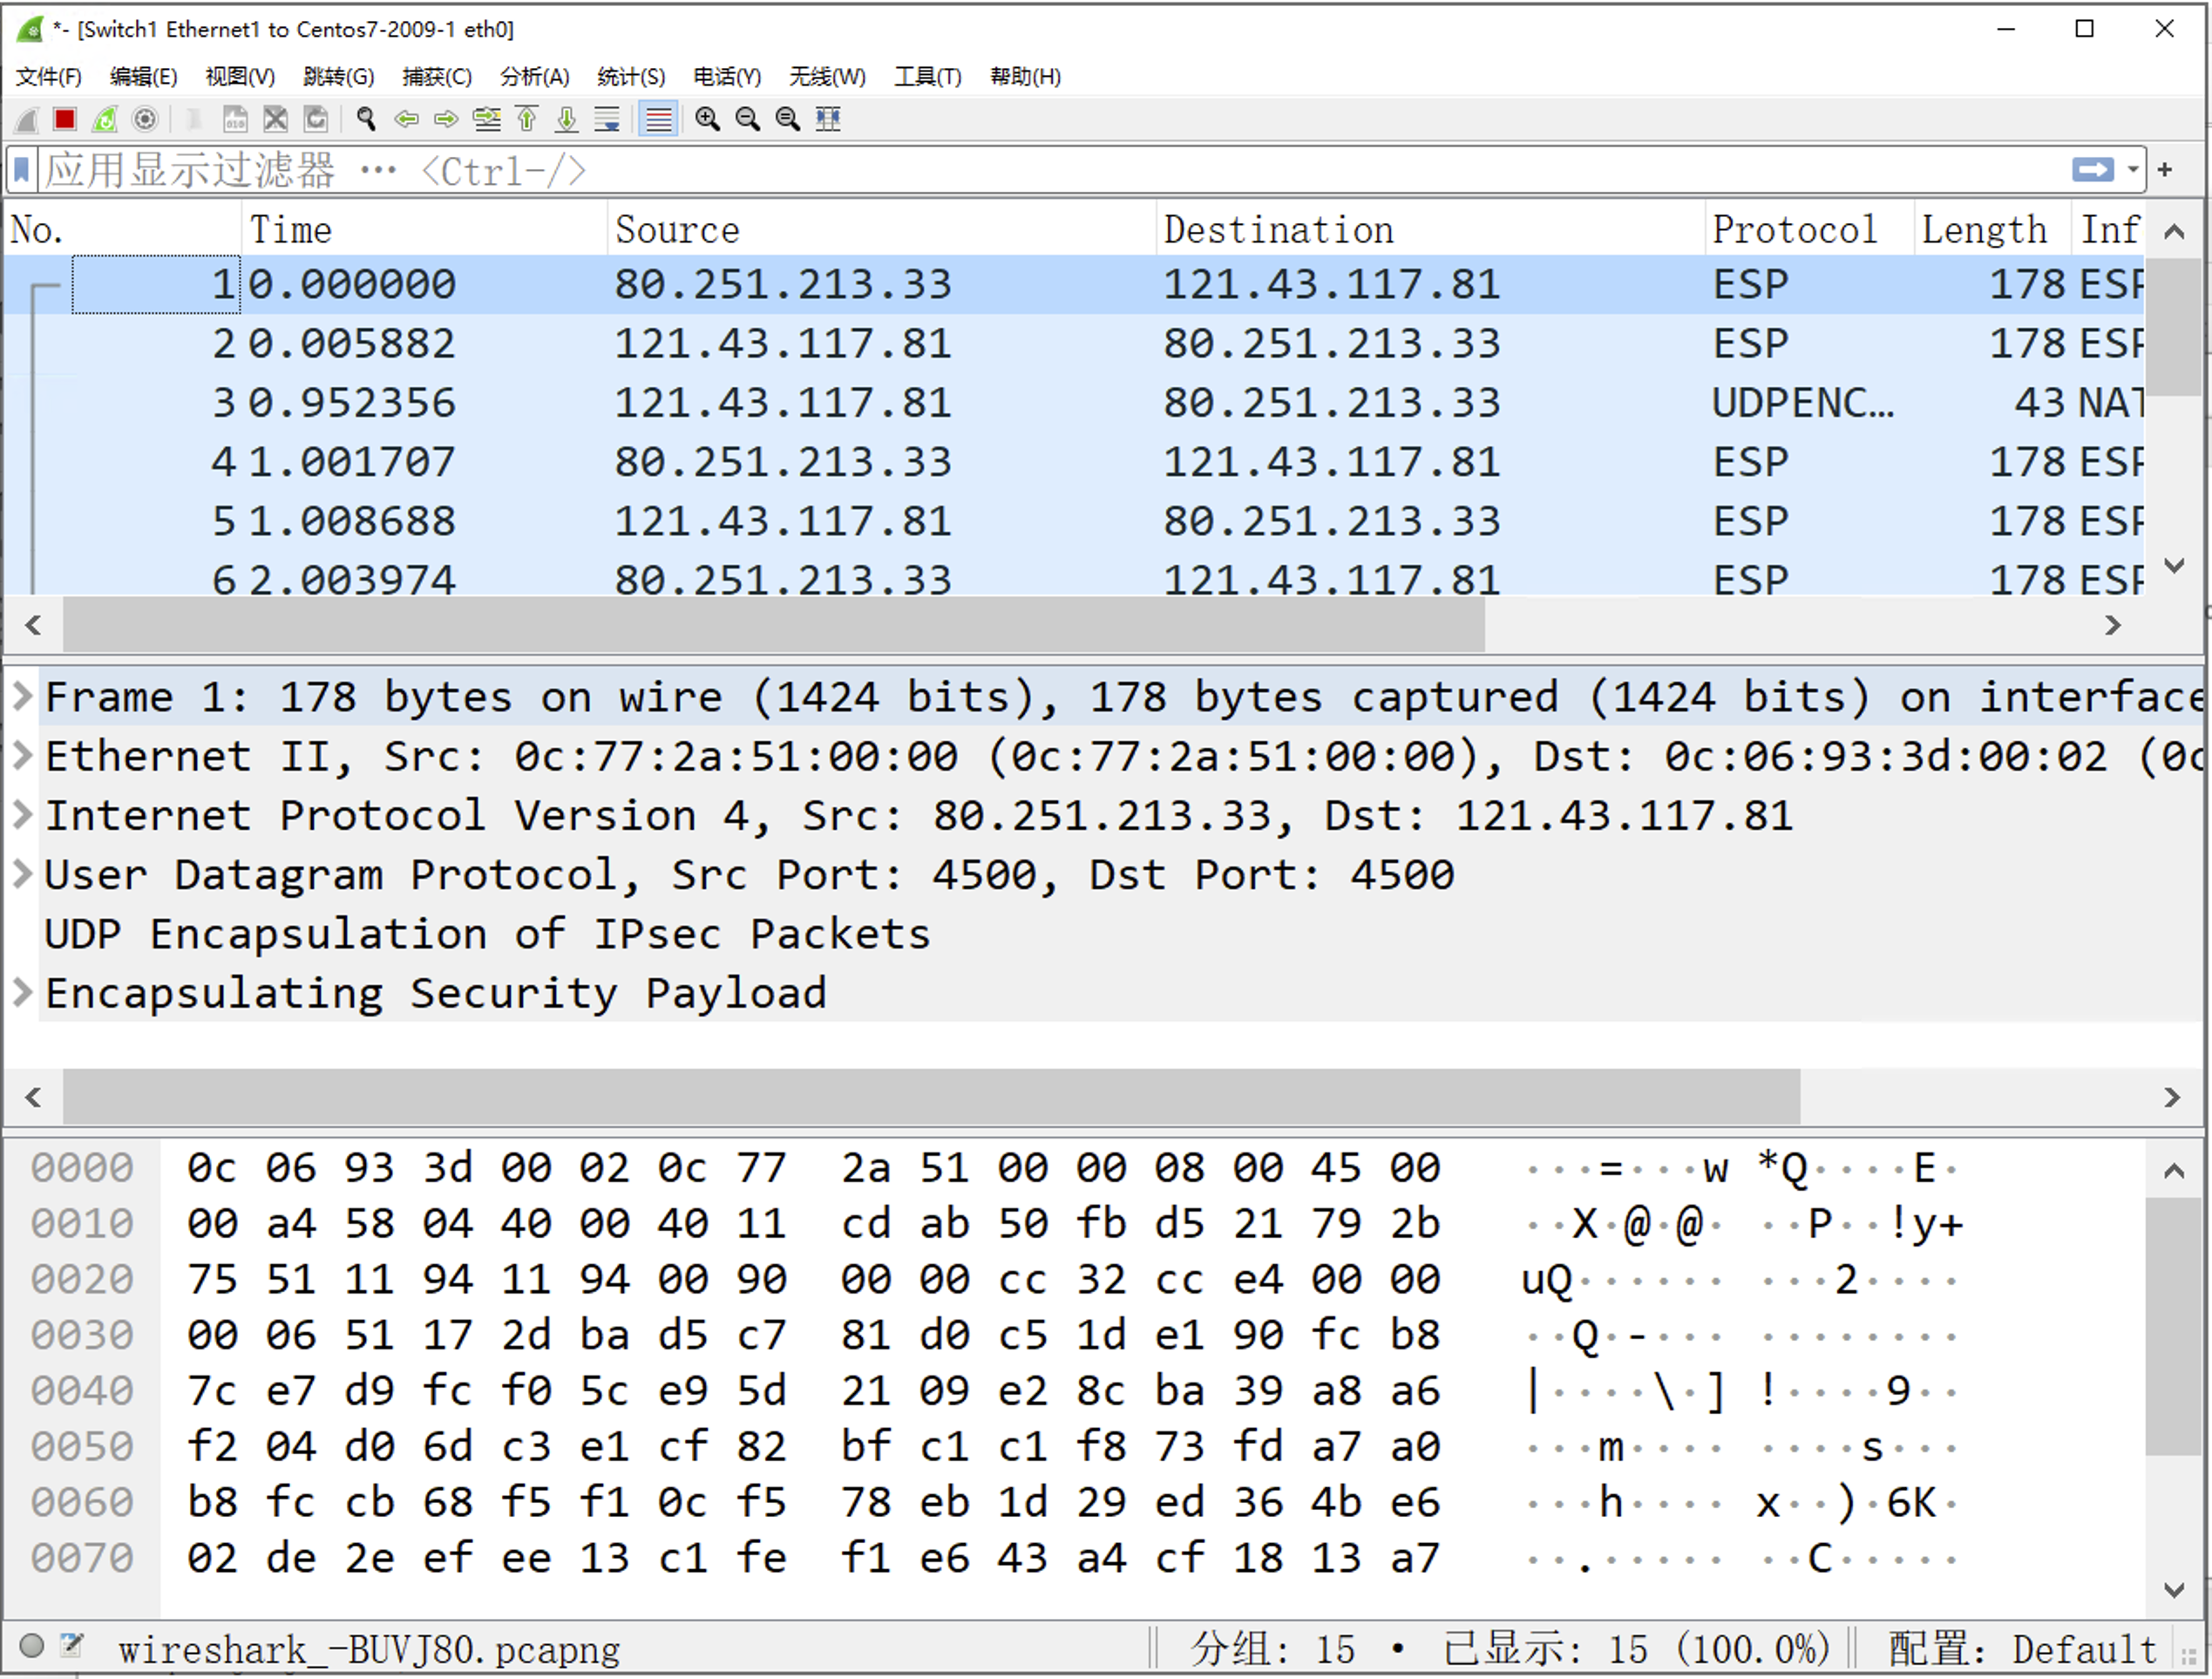 *- [Switch1 Ethernet1 to Centos7-2009-1 eth0]
文件(F) 编辑(E) 视图(V) 跳转(G) 捕获(C) 分析(A) 统计(S) 电话(Y) 无线(W) 工具(T) 帮助(H)
应用显示过滤器 … <Ctrl-/>
No. Time Source Destination Protocol Length Inf
1 0.000000 80.251.213.33 121.43.117.81 ESP 178 ESP
2 0.005882 121.43.117.81 80.251.213.33 ESP 178 ESP
3 0.952356 121.43.117.81 80.251.213.33 UDPENC… 43 NAT
4 1.001707 80.251.213.33 121.43.117.81 ESP 178 ESP
5 1.008688 121.43.117.81 80.251.213.33 ESP 178 ESP
6 2.003974 80.251.213.33 121.43.117.81 ESP 178 ESP
Frame 1: 178 bytes on wire (1424 bits), 178 bytes captured (1424 bits) on interface
Ethernet II, Src: 0c:77:2a:51:00:00 (0c:77:2a:51:00:00), Dst: 0c:06:93:3d:00:02 (0c
Internet Protocol Version 4, Src: 80.251.213.33, Dst: 121.43.117.81
User Datagram Protocol, Src Port: 4500, Dst Port: 4500
UDP Encapsulation of IPsec Packets
Encapsulating Security Payload
0000 0c 06 93 3d 00 02 0c 77 2a 51 00 00 08 00 45 00 ···=···w *Q····E·
0010 00 a4 58 04 40 00 40 11 cd ab 50 fb d5 21 79 2b ··X·@·@· ··P··!y+
0020 75 51 11 94 11 94 00 90 00 00 cc 32 cc e4 00 00 uQ······ ···2····
0030 00 06 51 17 2d ba d5 c7 81 d0 c5 1d e1 90 fc b8 ··Q·-··· ········
0040 7c e7 d9 fc f0 5c e9 5d 21 09 e2 8c ba 39 a8 a6 |····\·] !····9··
0050 f2 04 d0 6d c3 e1 cf 82 bf c1 c1 f8 73 fd a7 a0 ···m···· ····s···
0060 b8 fc cb 68 f5 f1 0c f5 78 eb 1d 29 ed 36 4b e6 ···h···· x··)·6K·
0070 02 de 2e ef ee 13 c1 fe f1 e6 43 a4 cf 18 13 a7 ··.····· ··C·····
wireshark_-BUVJ80.pcapng 分组: 15 · 已显示: 15 (100.0%) 配置: Default